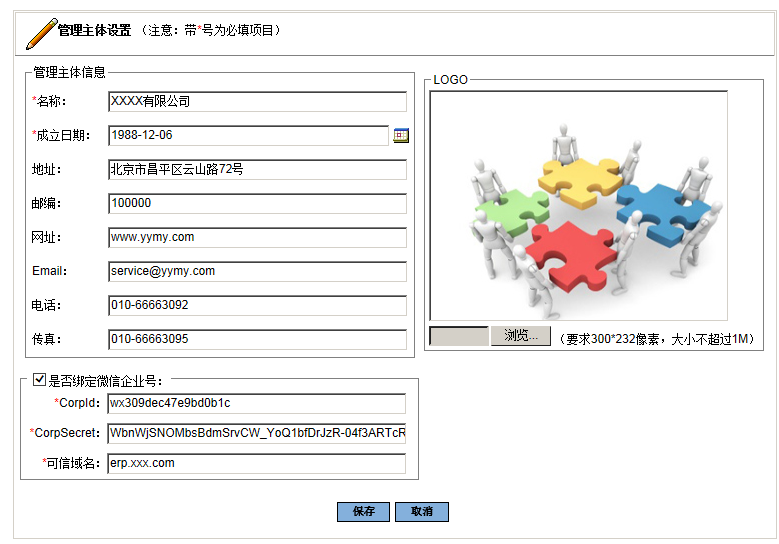 管理主体设置 （注意：带*号为必填项目）
管理主体信息
*名称： XXXX有限公司
*成立日期： 1988-12-06
地址： 北京市昌平区云山路72号
邮编： 100000
网址： www.yymy.com
Email： service@yymy.com
电话： 010-66663092
传真： 010-66663095
LOGO
浏览... （要求300*232像素，大小不超过1M）
是否绑定微信企业号：
*CorpId： wx309dec47e9bd0b1c
*CorpSecret： WbnWjSNOMbsBdmSrvCW_YoQ1bfDrJzR-04f3ARTcR
*可信域名： erp.xxx.com
保存 取消